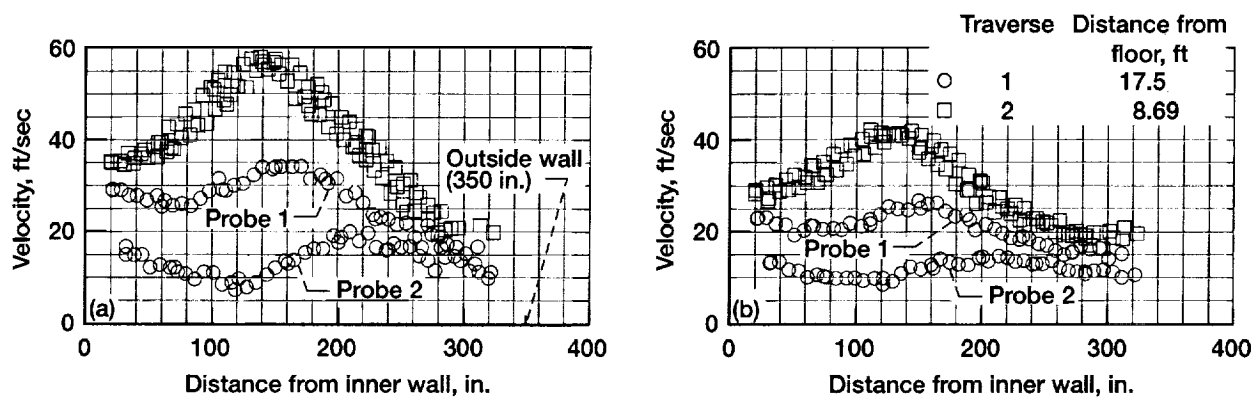 60
40
20
0
Velocity, ft/sec
Outside wall
(350 in.)
Probe 1
Probe 2
(a)
0 100 200 300 400
Distance from inner wall, in.
Traverse Distance from
floor, ft
1 17.5
2 8.69
60
40
20
0
Velocity, ft/sec
Probe 1
Probe 2
(b)
0 100 200 300 400
Distance from inner wall, in.